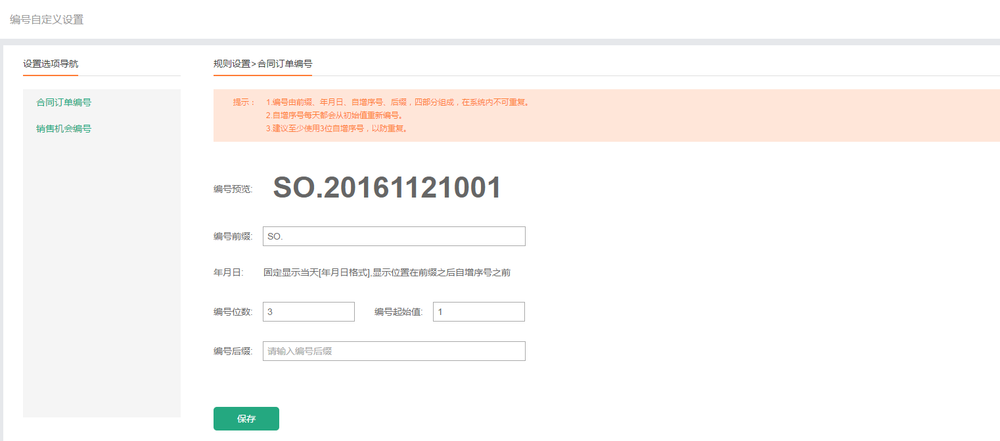 编号自定义设置
设置选项导航
合同订单编号
销售机会编号
规则设置>合同订单编号
提示： 1.编号由前缀、年月日、自增序号、后缀，四部分组成，在系统内不可重复。
2.自增序号每天都会从初始值重新编号。
3.建议至少使用3位自增序号，以防重复。
编号预览: SO.20161121001
编号前缀: SO.
年月日: 固定显示当天[年月日格式],显示位置在前缀之后自增序号之前
编号位数: 3 编号起始值: 1
编号后缀: 请输入编号后缀
保存